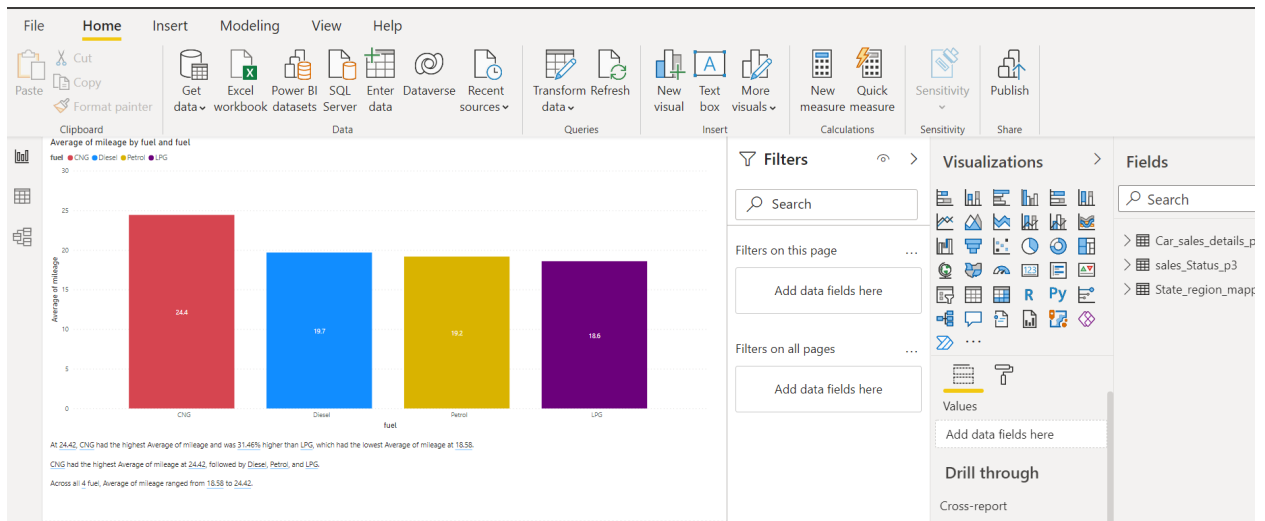 File Home Insert Modeling View Help
Paste
Cut
Copy
Format painter
Clipboard
Get data
Excel workbook
Power BI datasets
SQL Server
Enter data
Dataverse
Recent sources
Data
Transform data
Refresh
Queries
New visual
Text box
More visuals
Insert
New measure
Quick measure
Calculations
Sensitivity
Sensitivity
Publish
Share
Average of mileage by fuel and fuel
fuel CNG Diesel Petrol LPG
Average of mileage
30
25
20
15
10
5
0
24.4
19.7
19.2
18.6
CNG Diesel Petrol LPG
fuel
At 24.42, CNG had the highest Average of mileage and was 31.46% higher than LPG, which had the lowest Average of mileage at 18.58.
CNG had the highest Average of mileage at 24.42, followed by Diesel, Petrol, and LPG.
Across all 4 fuel, Average of mileage ranged from 18.58 to 24.42.
Filters
Search
Filters on this page ...
Add data fields here
Filters on all pages ...
Add data fields here
Visualizations
123
R Py
...
Values
Add data fields here
Drill through
Cross-report
Fields
Search
Car_sales_details_p
sales_Status_p3
State_region_mapp